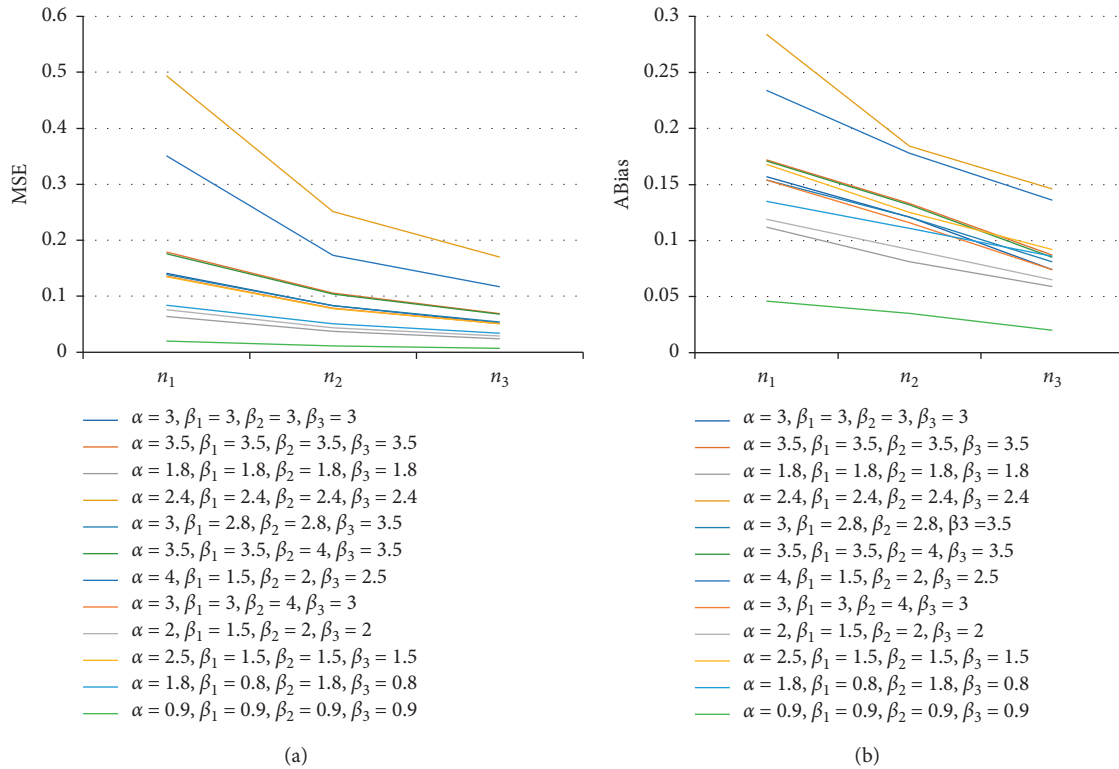 0.6
0.5
0.4
0.3
0.2
0.1
0
MSE
n₁ n₂ n₃
α = 3, β₁ = 3, β₂ = 3, β₃ = 3
α = 3.5, β₁ = 3.5, β₂ = 3.5, β₃ = 3.5
α = 1.8, β₁ = 1.8, β₂ = 1.8, β₃ = 1.8
α = 2.4, β₁ = 2.4, β₂ = 2.4, β₃ = 2.4
α = 3, β₁ = 2.8, β₂ = 2.8, β₃ = 3.5
α = 3.5, β₁ = 3.5, β₂ = 4, β₃ = 3.5
α = 4, β₁ = 1.5, β₂ = 2, β₃ = 2.5
α = 3, β₁ = 3, β₂ = 4, β₃ = 3
α = 2, β₁ = 1.5, β₂ = 2, β₃ = 2
α = 2.5, β₁ = 1.5, β₂ = 1.5, β₃ = 1.5
α = 1.8, β₁ = 0.8, β₂ = 1.8, β₃ = 0.8
α = 0.9, β₁ = 0.9, β₂ = 0.9, β₃ = 0.9
(a)
0.3
0.25
0.2
0.15
0.1
0.05
0
ABias
n₁ n₂ n₃
α = 3, β₁ = 3, β₂ = 3, β₃ = 3
α = 3.5, β₁ = 3.5, β₂ = 3.5, β₃ = 3.5
α = 1.8, β₁ = 1.8, β₂ = 1.8, β₃ = 1.8
α = 2.4, β₁ = 2.4, β₂ = 2.4, β₃ = 2.4
α = 3, β₁ = 2.8, β₂ = 2.8, β3 =3.5
α = 3.5, β₁ = 3.5, β₂ = 4, β₃ = 3.5
α = 4, β₁ = 1.5, β₂ = 2, β₃ = 2.5
α = 3, β₁ = 3, β₂ = 4, β₃ = 3
α = 2, β₁ = 1.5, β₂ = 2, β₃ = 2
α = 2.5, β₁ = 1.5, β₂ = 1.5, β₃ = 1.5
α = 1.8, β₁ = 0.8, β₂ = 1.8, β₃ = 0.8
α = 0.9, β₁ = 0.9, β₂ = 0.9, β₃ = 0.9
(b)